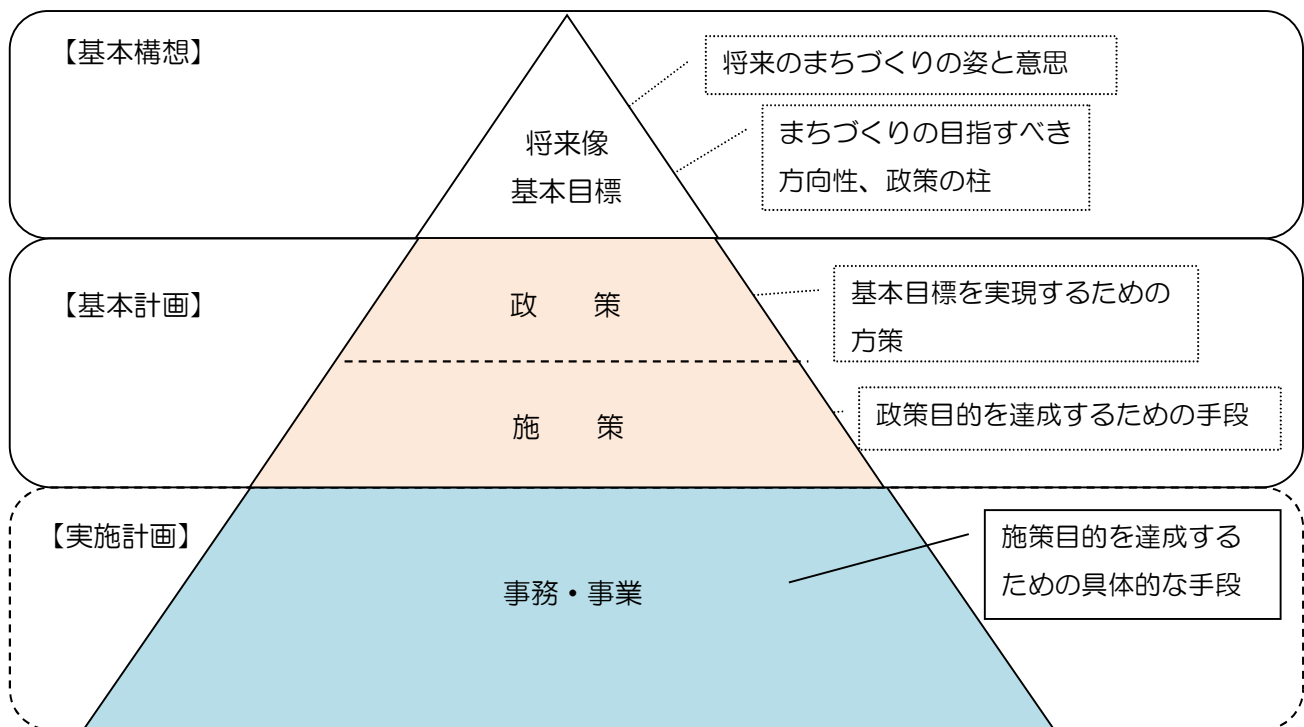 【基本構想】
将来のまちづくりの姿と意思
将来像
基本目標
まちづくりの目指すべき
方向性、政策の柱
【基本計画】
政　　策
基本目標を実現するための
方策
施　　策
政策目的を達成するための手段
【実施計画】
事務・事業
施策目的を達成する
ための具体的な手段